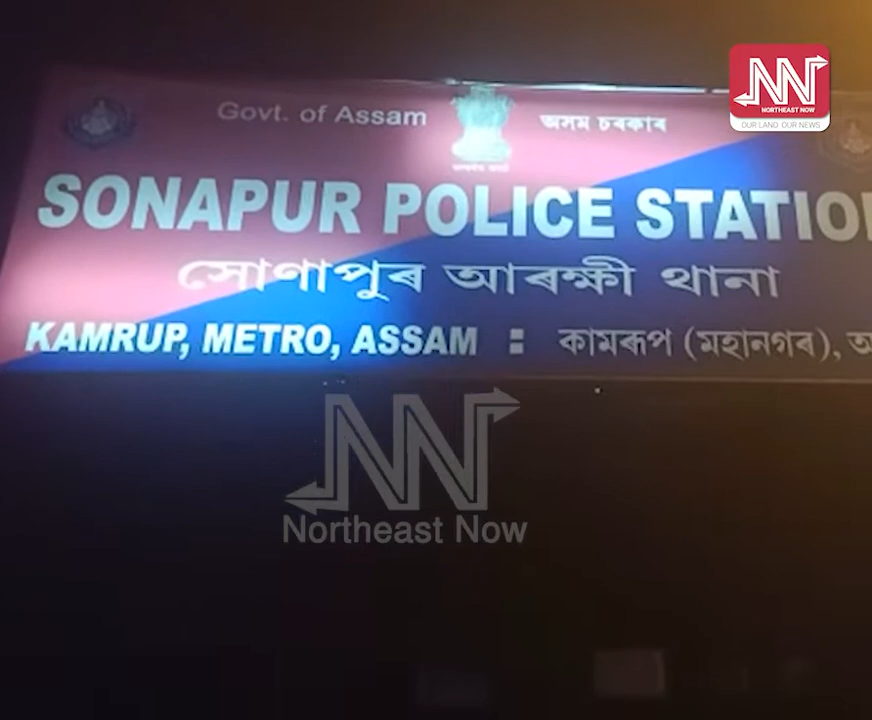 NORTHEAST NOW
OUR LAND OUR NEWS
Govt. of Assam অসম চৰকাৰ
SONAPUR POLICE STATION
সোণাপুৰ আৰক্ষী থানা
KAMRUP, METRO, ASSAM : কামৰূপ (মহানগৰ), অ
Northeast Now